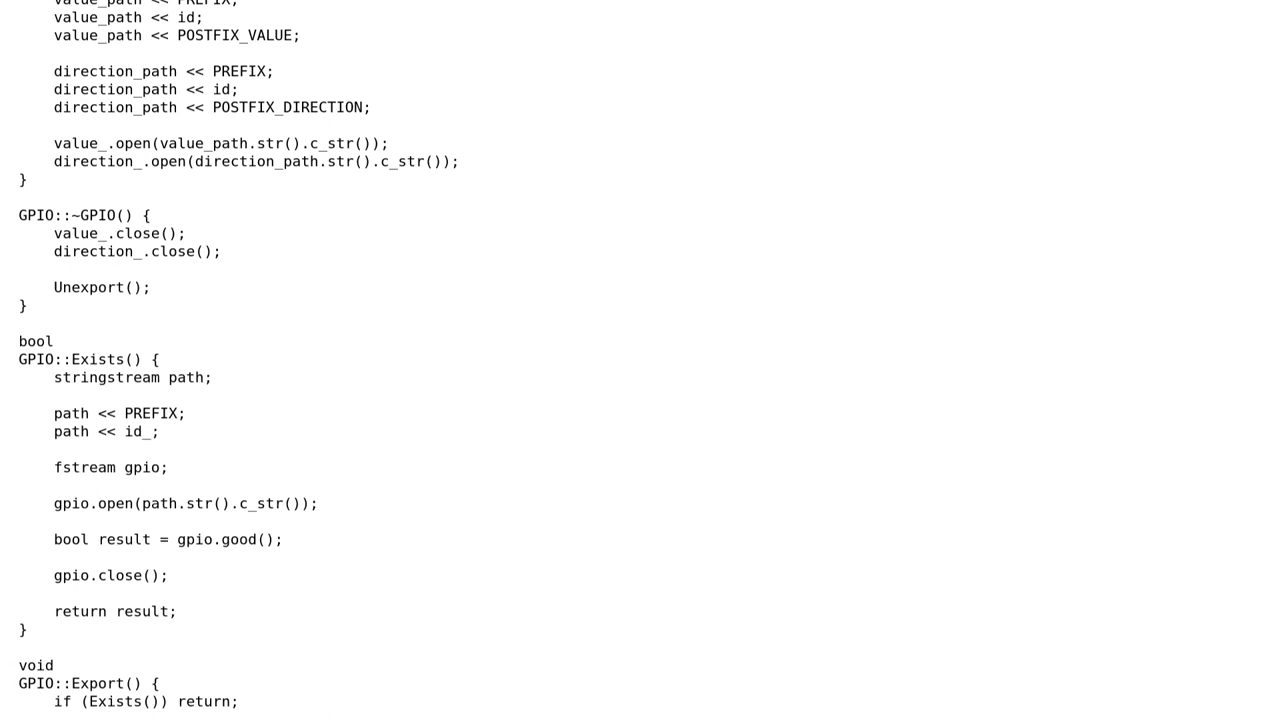 value_path << PREFIX;
value_path << id;
value_path << POSTFIX_VALUE;

direction_path << PREFIX;
direction_path << id;
direction_path << POSTFIX_DIRECTION;

value_.open(value_path.str().c_str());
direction_.open(direction_path.str().c_str());
}

GPIO::~GPIO() {
value_.close();
direction_.close();

Unexport();
}

bool
GPIO::Exists() {
stringstream path;

path << PREFIX;
path << id_;

fstream gpio;

gpio.open(path.str().c_str());

bool result = gpio.good();

gpio.close();

return result;
}

void
GPIO::Export() {
if (Exists()) return;